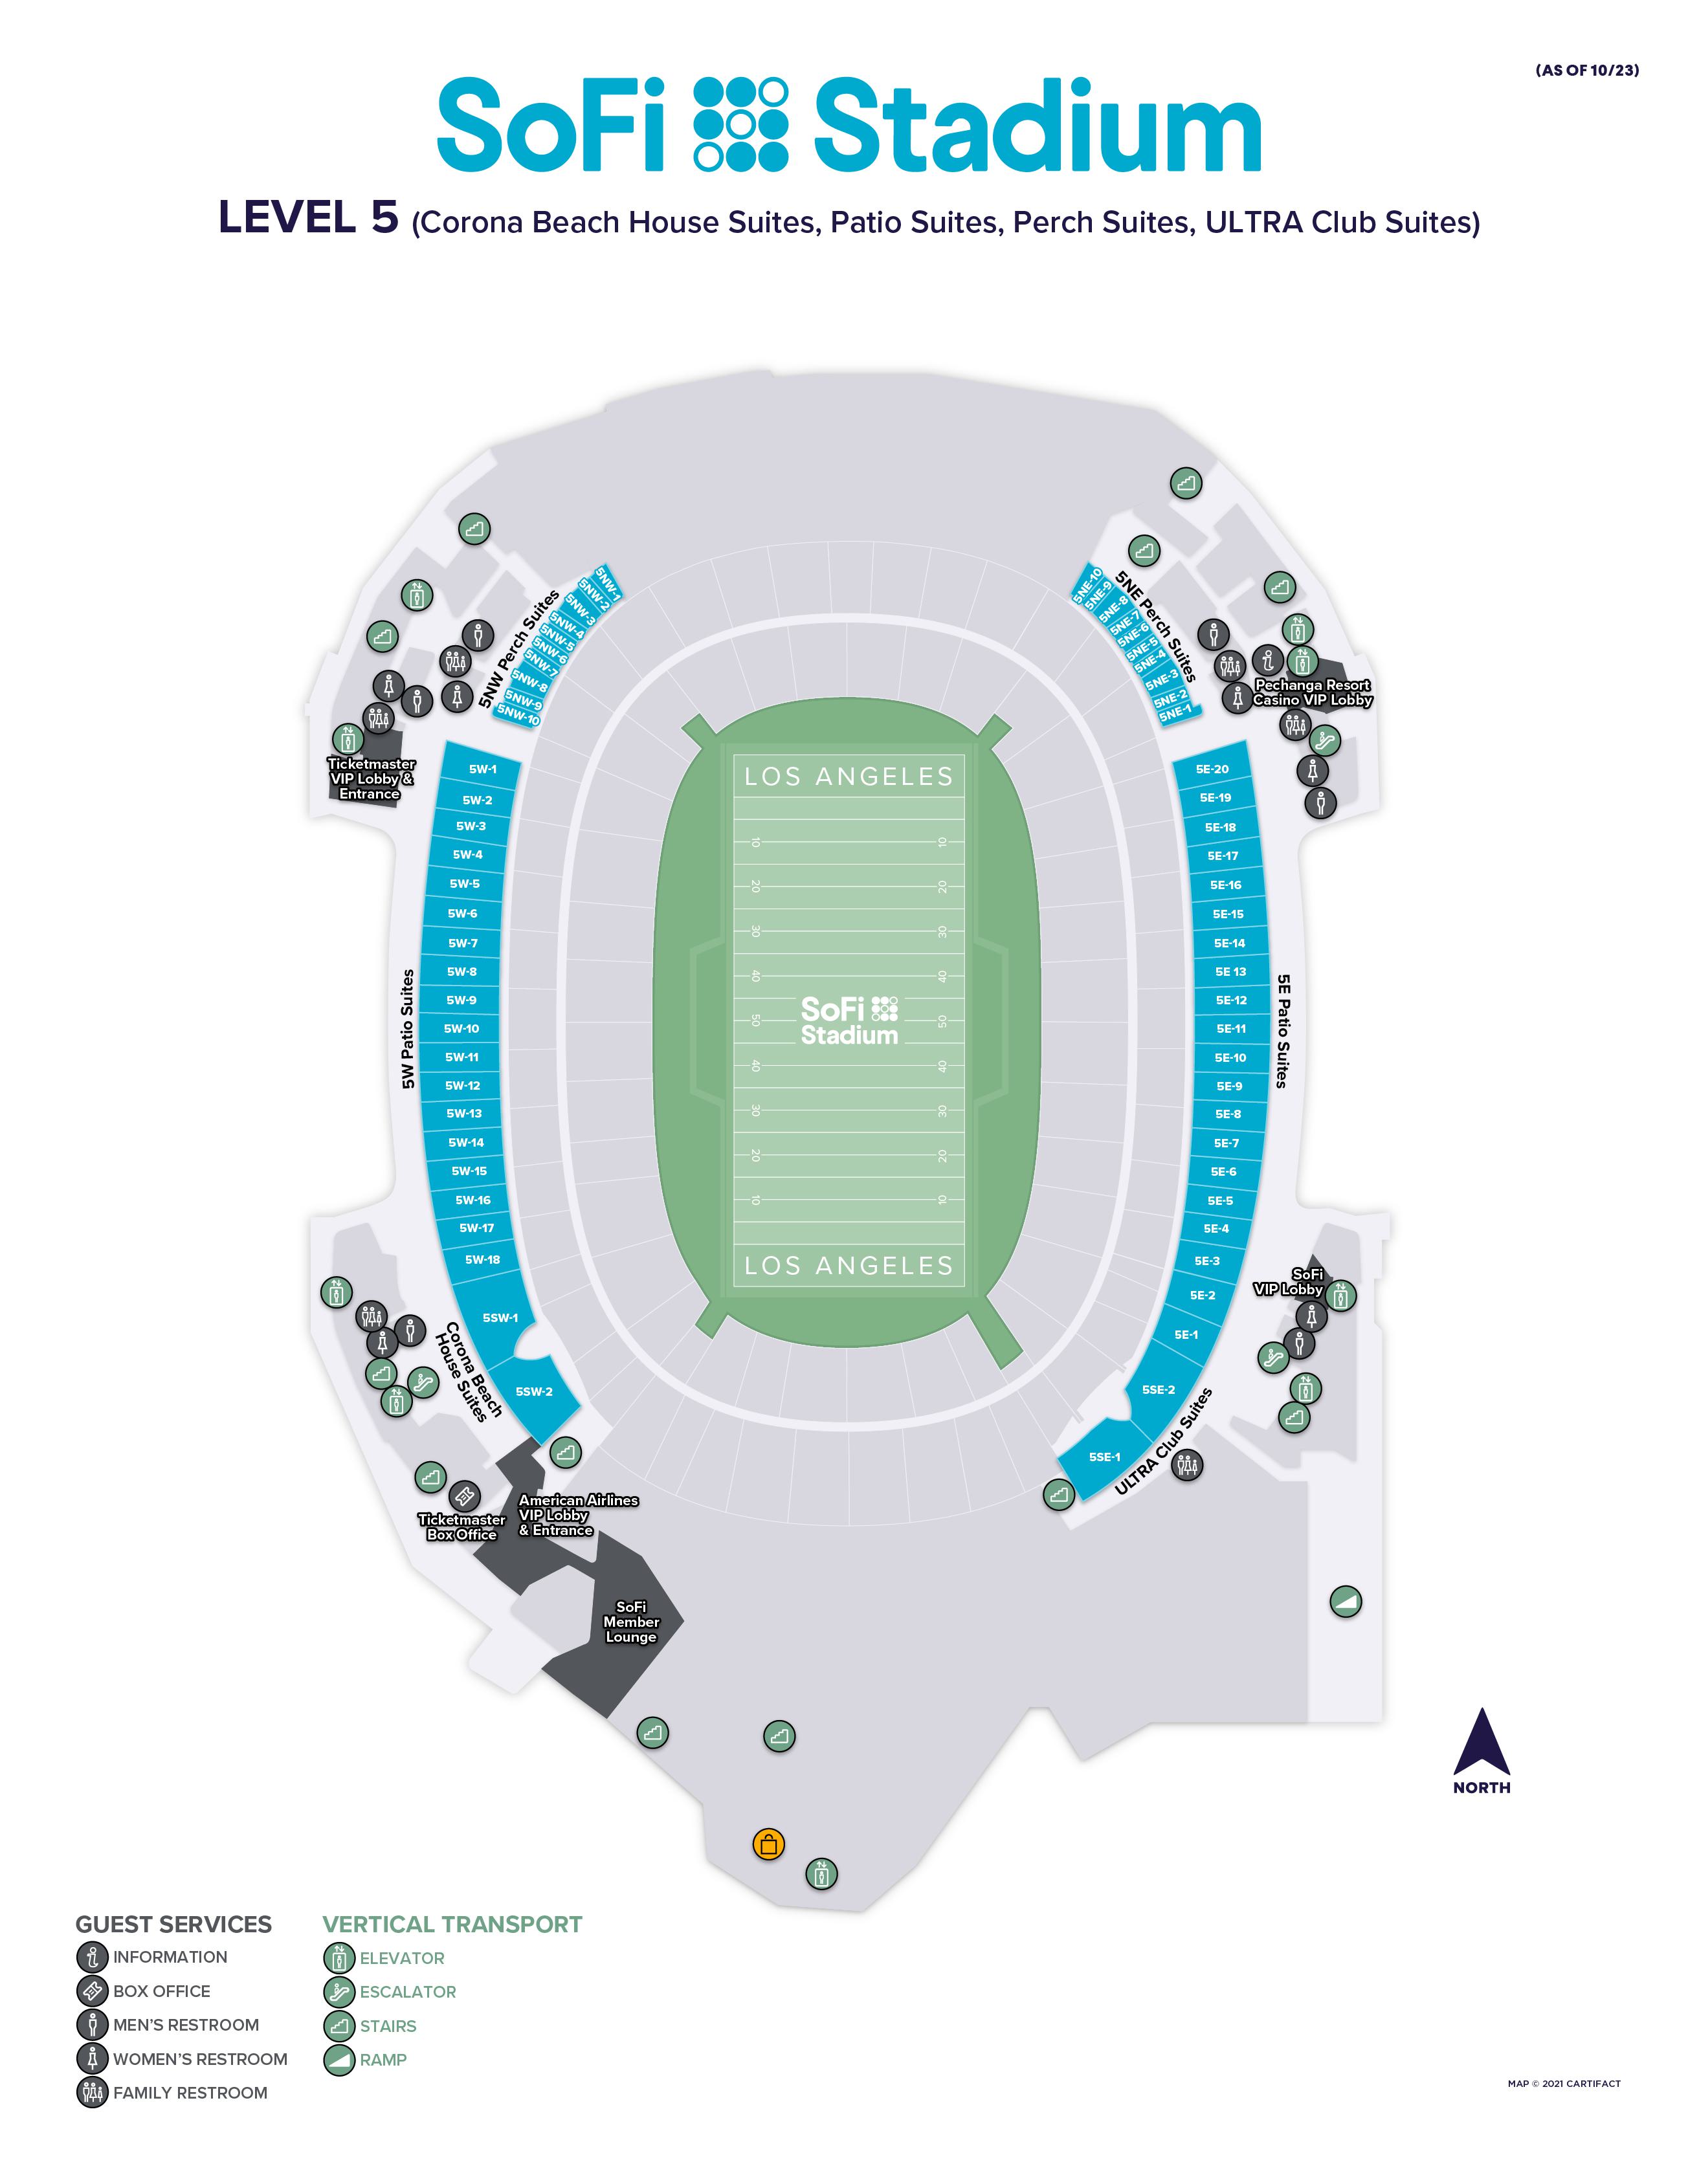 (AS OF 10/23)
SoFi Stadium
LEVEL 5 (Corona Beach House Suites, Patio Suites, Perch Suites, ULTRA Club Suites)
5NW Perch Suites
5NW-1
5NW-2
5NW-3
5NW-4
5NW-5
5NW-6
5NW-7
5NW-8
5NW-9
5NW-10
5NE Perch Suites
5NE-10
5NE-9
5NE-8
5NE-7
5NE-6
5NE-5
5NE-4
5NE-3
5NE-2
5NE-1
Pechanga Resort
Casino VIP Lobby
Ticketmaster
VIP Lobby &
Entrance
5W Patio Suites
5W-1
5W-2
5W-3
5W-4
5W-5
5W-6
5W-7
5W-8
5W-9
5W-10
5W-11
5W-12
5W-13
5W-14
5W-15
5W-16
5W-17
5W-18
LOS ANGELES
10 10
20 20
30 30
40 40
SoFi
Stadium
50 50
40 40
30 30
20 20
10 10
LOS ANGELES
5E-20
5E-19
5E-18
5E-17
5E-16
5E-15
5E-14
5E 13
5E-12
5E-11
5E-10
5E-9
5E-8
5E-7
5E-6
5E-5
5E-4
5E-3
5E-2
5E-1
5E Patio Suites
5SW-1
5SW-2
Corona Beach
House Suites
SoFi
VIP Lobby
5SE-2
5SE-1
ULTRA Club Suites
Ticketmaster
Box Office
American Airlines
VIP Lobby
& Entrance
SoFi
Member
Lounge
NORTH
GUEST SERVICES
INFORMATION
BOX OFFICE
MEN'S RESTROOM
WOMEN'S RESTROOM
FAMILY RESTROOM
VERTICAL TRANSPORT
ELEVATOR
ESCALATOR
STAIRS
RAMP
MAP © 2021 CARTIFACT